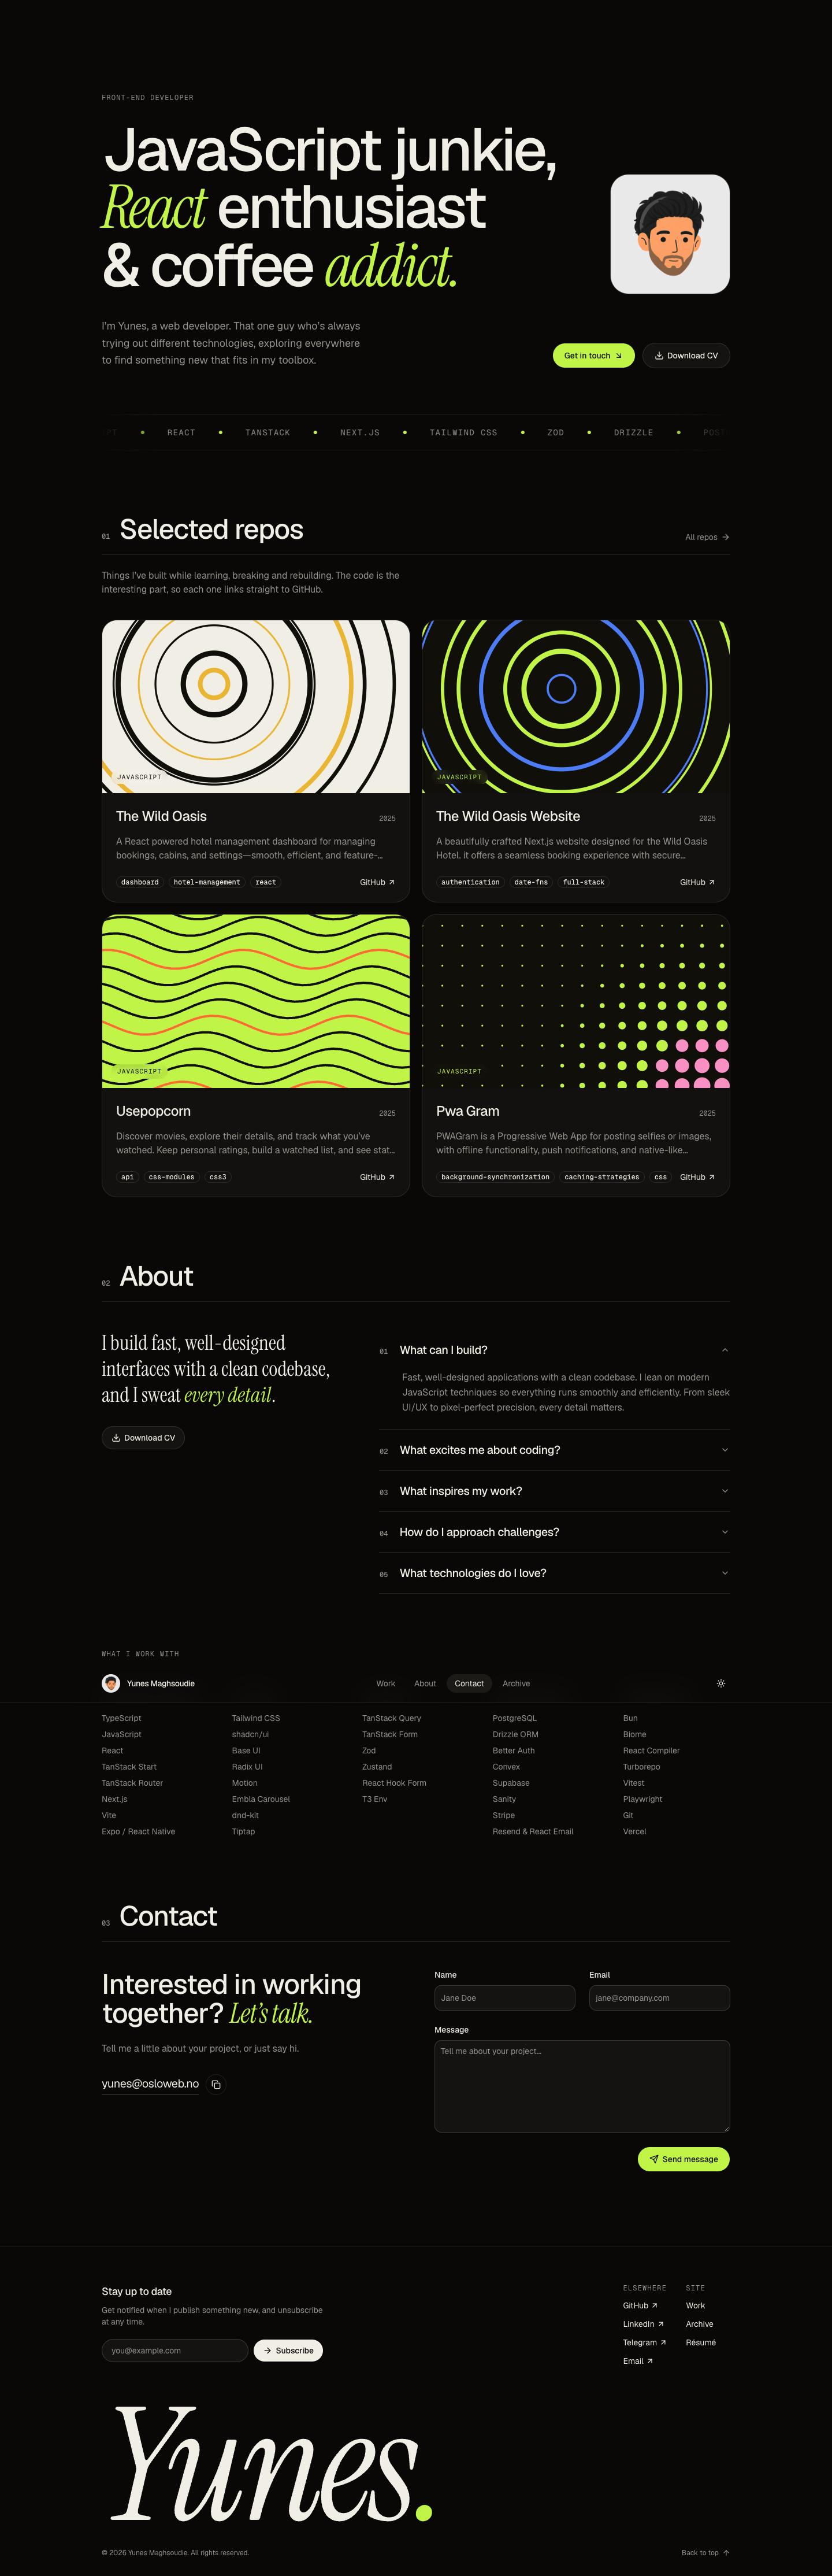 FRONT-END DEVELOPER
JavaScript junkie,
React enthusiast
& coffee addict.
I'm Yunes, a web developer. That one guy who's always
trying out different technologies, exploring everywhere
to find something new that fits in my toolbox.
Get in touch
Download CV
REACT TANSTACK NEXT.JS TAILWIND CSS ZOD DRIZZLE
01 Selected repos
All repos
Things I've built while learning, breaking and rebuilding. The code is the
interesting part, so each one links straight to GitHub.
JAVASCRIPT
The Wild Oasis 2025
A React powered hotel management dashboard for managing
bookings, cabins, and settings—smooth, efficient, and feature-...
dashboard hotel-management react GitHub
JAVASCRIPT
The Wild Oasis Website 2025
A beautifully crafted Next.js website designed for the Wild Oasis
Hotel. it offers a seamless booking experience with secure...
authentication date-fns full-stack GitHub
JAVASCRIPT
Usepopcorn 2025
Discover movies, explore their details, and track what you've
watched. Keep personal ratings, build a watched list, and see stat...
api css-modules css3 GitHub
JAVASCRIPT
Pwa Gram 2025
PWAGram is a Progressive Web App for posting selfies or images,
with offline functionality, push notifications, and native-like...
background-synchronization caching-strategies css GitHub
02 About
I build fast, well-designed
interfaces with a clean codebase,
and I sweat every detail.
Download CV
01 What can I build?
Fast, well-designed applications with a clean codebase. I lean on modern
JavaScript techniques so everything runs smoothly and efficiently. From sleek
UI/UX to pixel-perfect precision, every detail matters.
02 What excites me about coding?
03 What inspires my work?
04 How do I approach challenges?
05 What technologies do I love?
WHAT I WORK WITH
Yunes Maghsoudie Work About Contact Archive
TypeScript Tailwind CSS TanStack Query PostgreSQL Bun
JavaScript shadcn/ui TanStack Form Drizzle ORM Biome
React Base UI Zod Better Auth React Compiler
TanStack Start Radix UI Zustand Convex Turborepo
TanStack Router Motion React Hook Form Supabase Vitest
Next.js Embla Carousel T3 Env Sanity Playwright
Vite dnd-kit Stripe Git
Expo / React Native Tiptap Resend & React Email Vercel
03 Contact
Interested in working
together? Let's talk.
Tell me a little about your project, or just say hi.
yunes@osloweb.no
Name Email
Jane Doe jane@company.com
Message
Tell me about your project...
Send message
Stay up to date
Get notified when I publish something new, and unsubscribe
at any time.
you@example.com Subscribe
ELSEWHERE SITE
GitHub Work
LinkedIn Archive
Telegram Résumé
Email
Yunes.
© 2026 Yunes Maghsoudie. All rights reserved.
Back to top